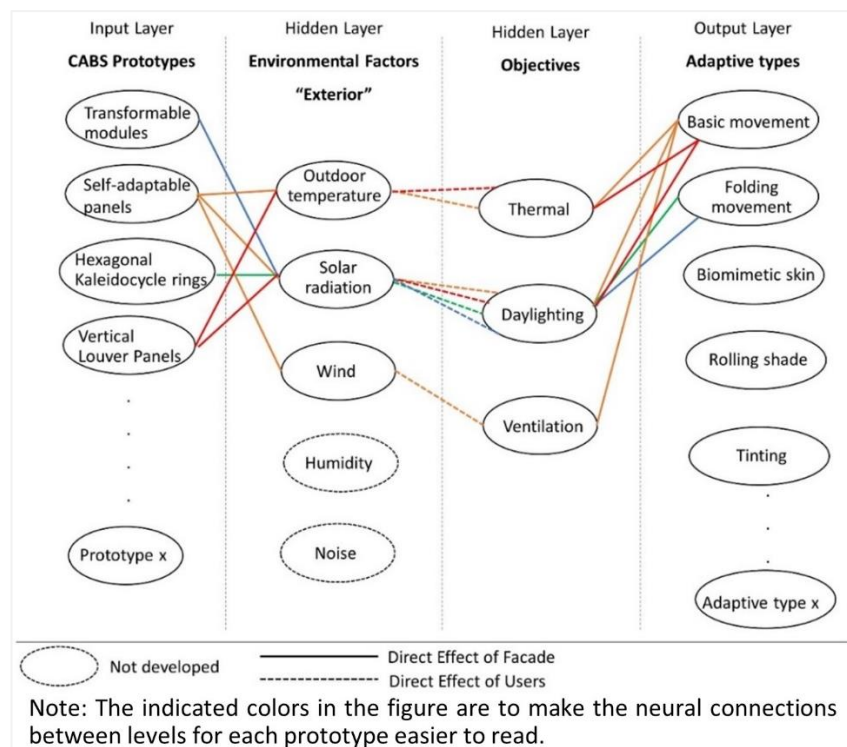 Input Layer
CABS Prototypes
Hidden Layer
Environmental Factors
“Exterior”
Hidden Layer
Objectives
Output Layer
Adaptive types
Transformable
modules
Self-adaptable
panels
Hexagonal
Kaleidocycle rings
Vertical
Louver Panels
Prototype x
Outdoor
temperature
Solar
radiation
Wind
Humidity
Noise
Thermal
Daylighting
Ventilation
Basic movement
Folding
movement
Biomimetic skin
Rolling shade
Tinting
Adaptive type x
Not developed
Direct Effect of Facade
Direct Effect of Users
Note: The indicated colors in the figure are to make the neural connections
between levels for each prototype easier to read.